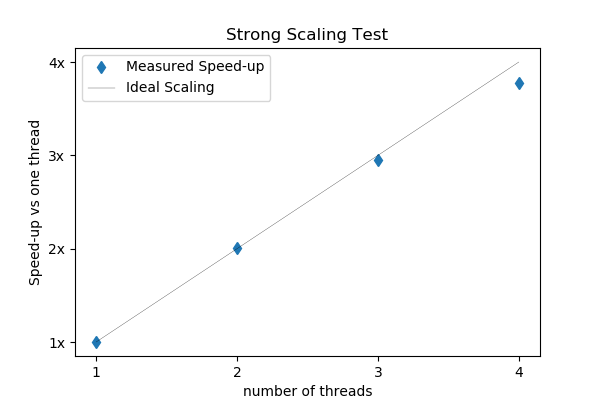 Strong Scaling Test
Measured Speed-up
Ideal Scaling
Speed-up vs one thread
4x
3x
2x
1x
1 2 3 4
number of threads